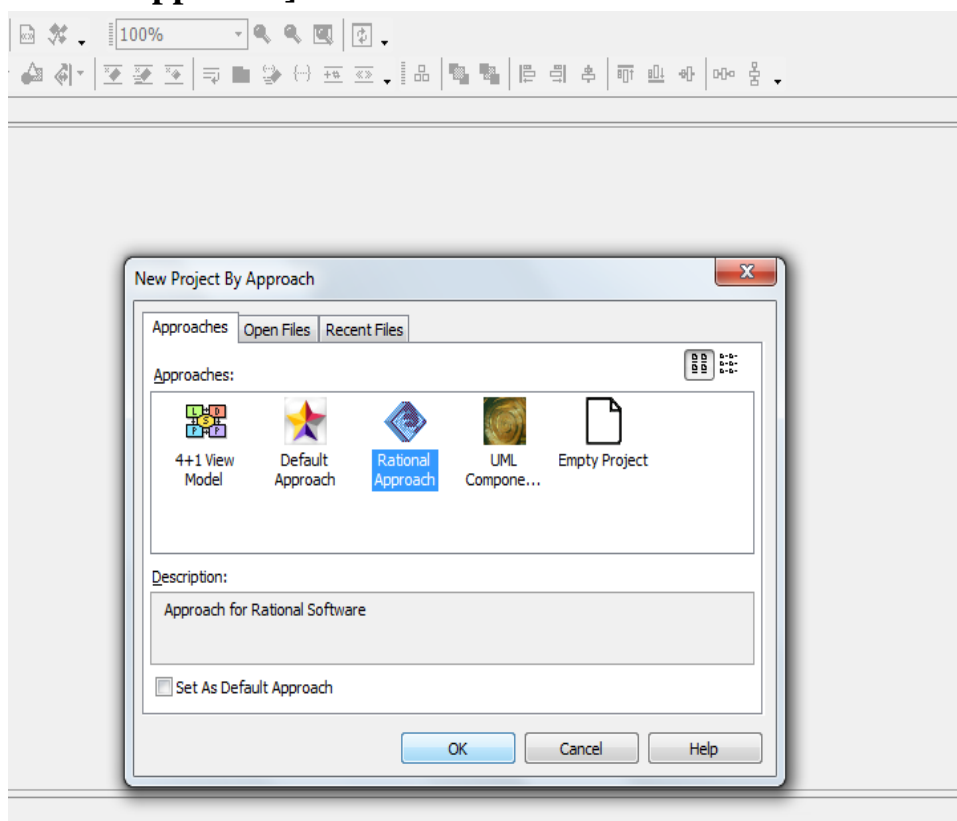 100%
New Project By Approach
Approaches Open Files Recent Files
Approaches:
4+1 View Model
Default Approach
Rational Approach
UML Compone...
Empty Project
Description:
Approach for Rational Software
Set As Default Approach
OK Cancel Help